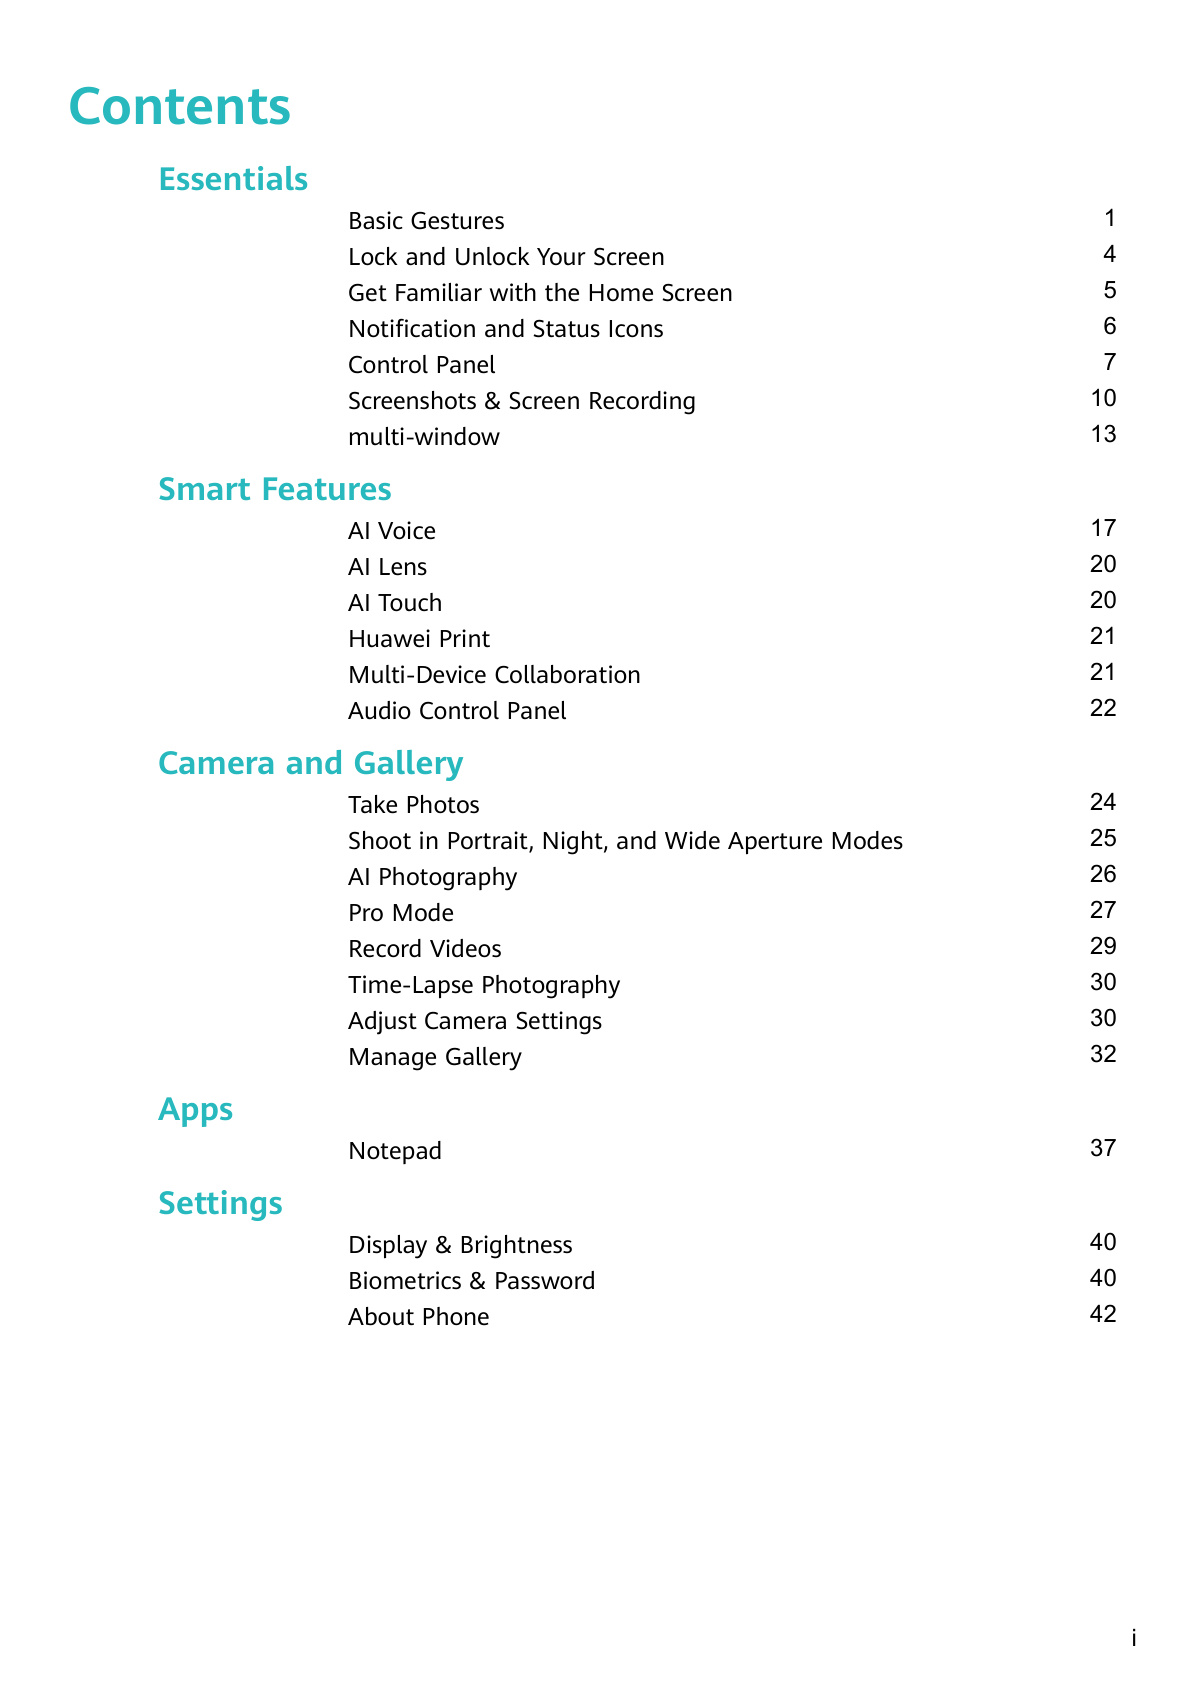 Contents
Essentials
Basic Gestures 1
Lock and Unlock Your Screen 4
Get Familiar with the Home Screen 5
Notification and Status Icons 6
Control Panel 7
Screenshots & Screen Recording 10
multi-window 13
Smart Features
AI Voice 17
AI Lens 20
AI Touch 20
Huawei Print 21
Multi-Device Collaboration 21
Audio Control Panel 22
Camera and Gallery
Take Photos 24
Shoot in Portrait, Night, and Wide Aperture Modes 25
AI Photography 26
Pro Mode 27
Record Videos 29
Time-Lapse Photography 30
Adjust Camera Settings 30
Manage Gallery 32
Apps
Notepad 37
Settings
Display & Brightness 40
Biometrics & Password 40
About Phone 42
i